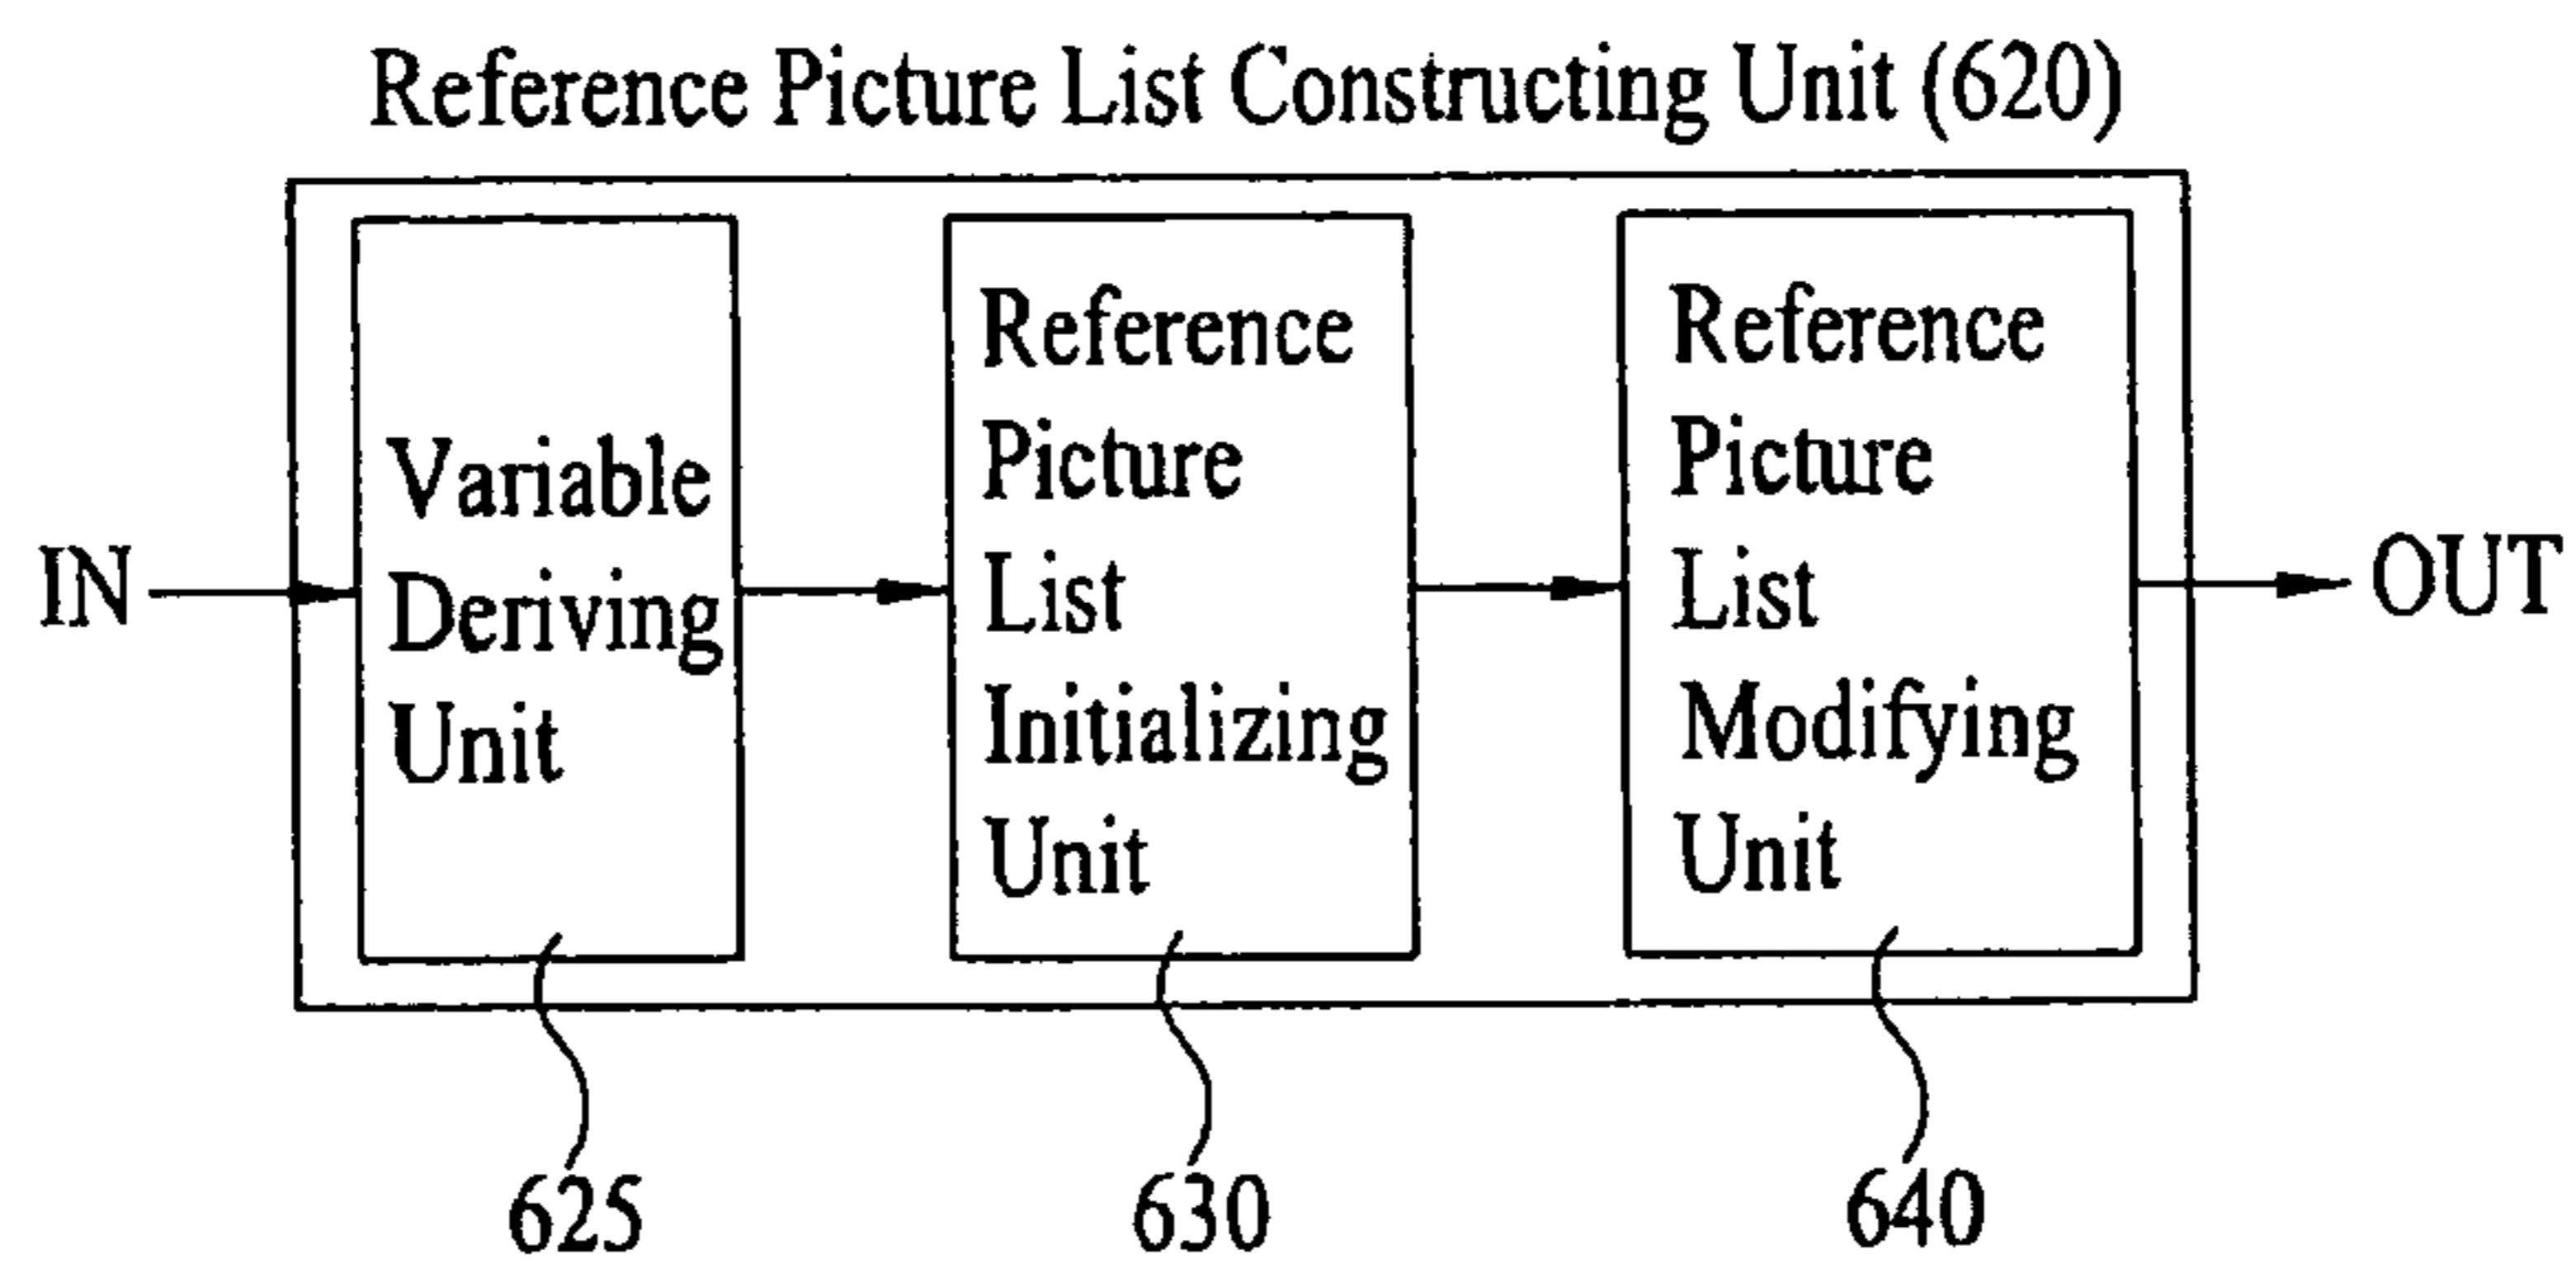 Reference Picture List Constructing Unit (620)
IN
Variable
Deriving
Unit
Reference
Picture
List
Initializing
Unit
Reference
Picture
List
Modifying
Unit
OUT
625
630
640